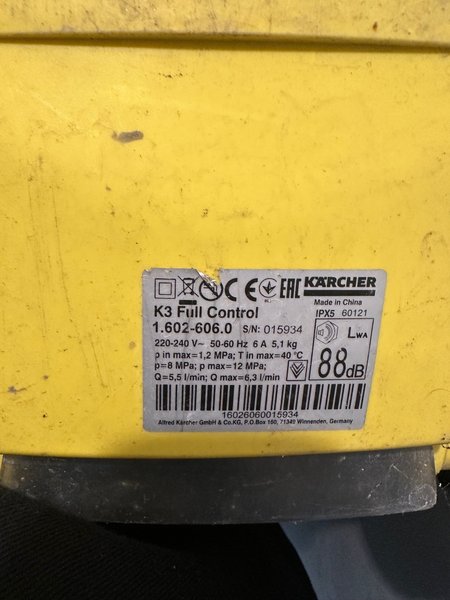 CE EAC KÄRCHER
K3 Full Control
Made in China
1.602-606.0 S/N: 015934
IPX5 60121
220-240 V~ 50-60 Hz 6 A 5,1 kg
p in max=1,2 MPa; T in max=40 °C
p=8 MPa; p max=12 MPa
Q=5,5 l/min; Q max=6,3 l/min
LWA
88dB
16026060015934
Alfred Kärcher GmbH & Co.KG, P.O.Box 160, 71349 Winnenden, Germany